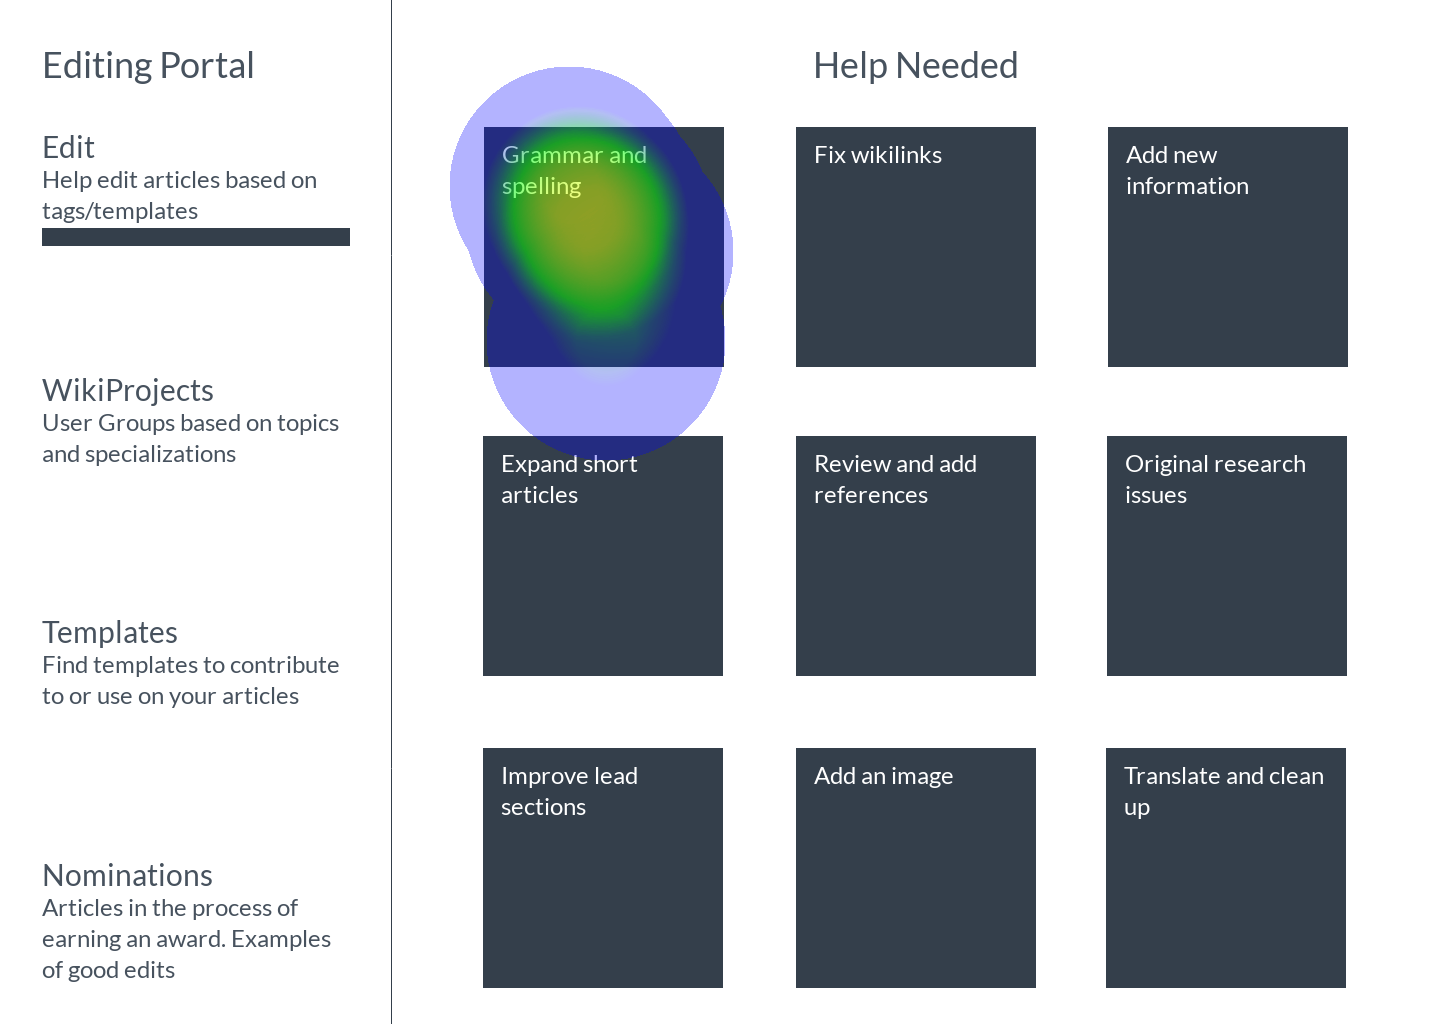 Editing Portal
Edit
Help edit articles based on
tags/templates
WikiProjects
User Groups based on topics
and specializations
Templates
Find templates to contribute
to or use on your articles
Nominations
Articles in the process of
earning an award. Examples
of good edits
Help Needed
Grammar and
spelling
Fix wikilinks
Add new
information
Expand short
articles
Review and add
references
Original research
issues
Improve lead
sections
Add an image
Translate and clean
up